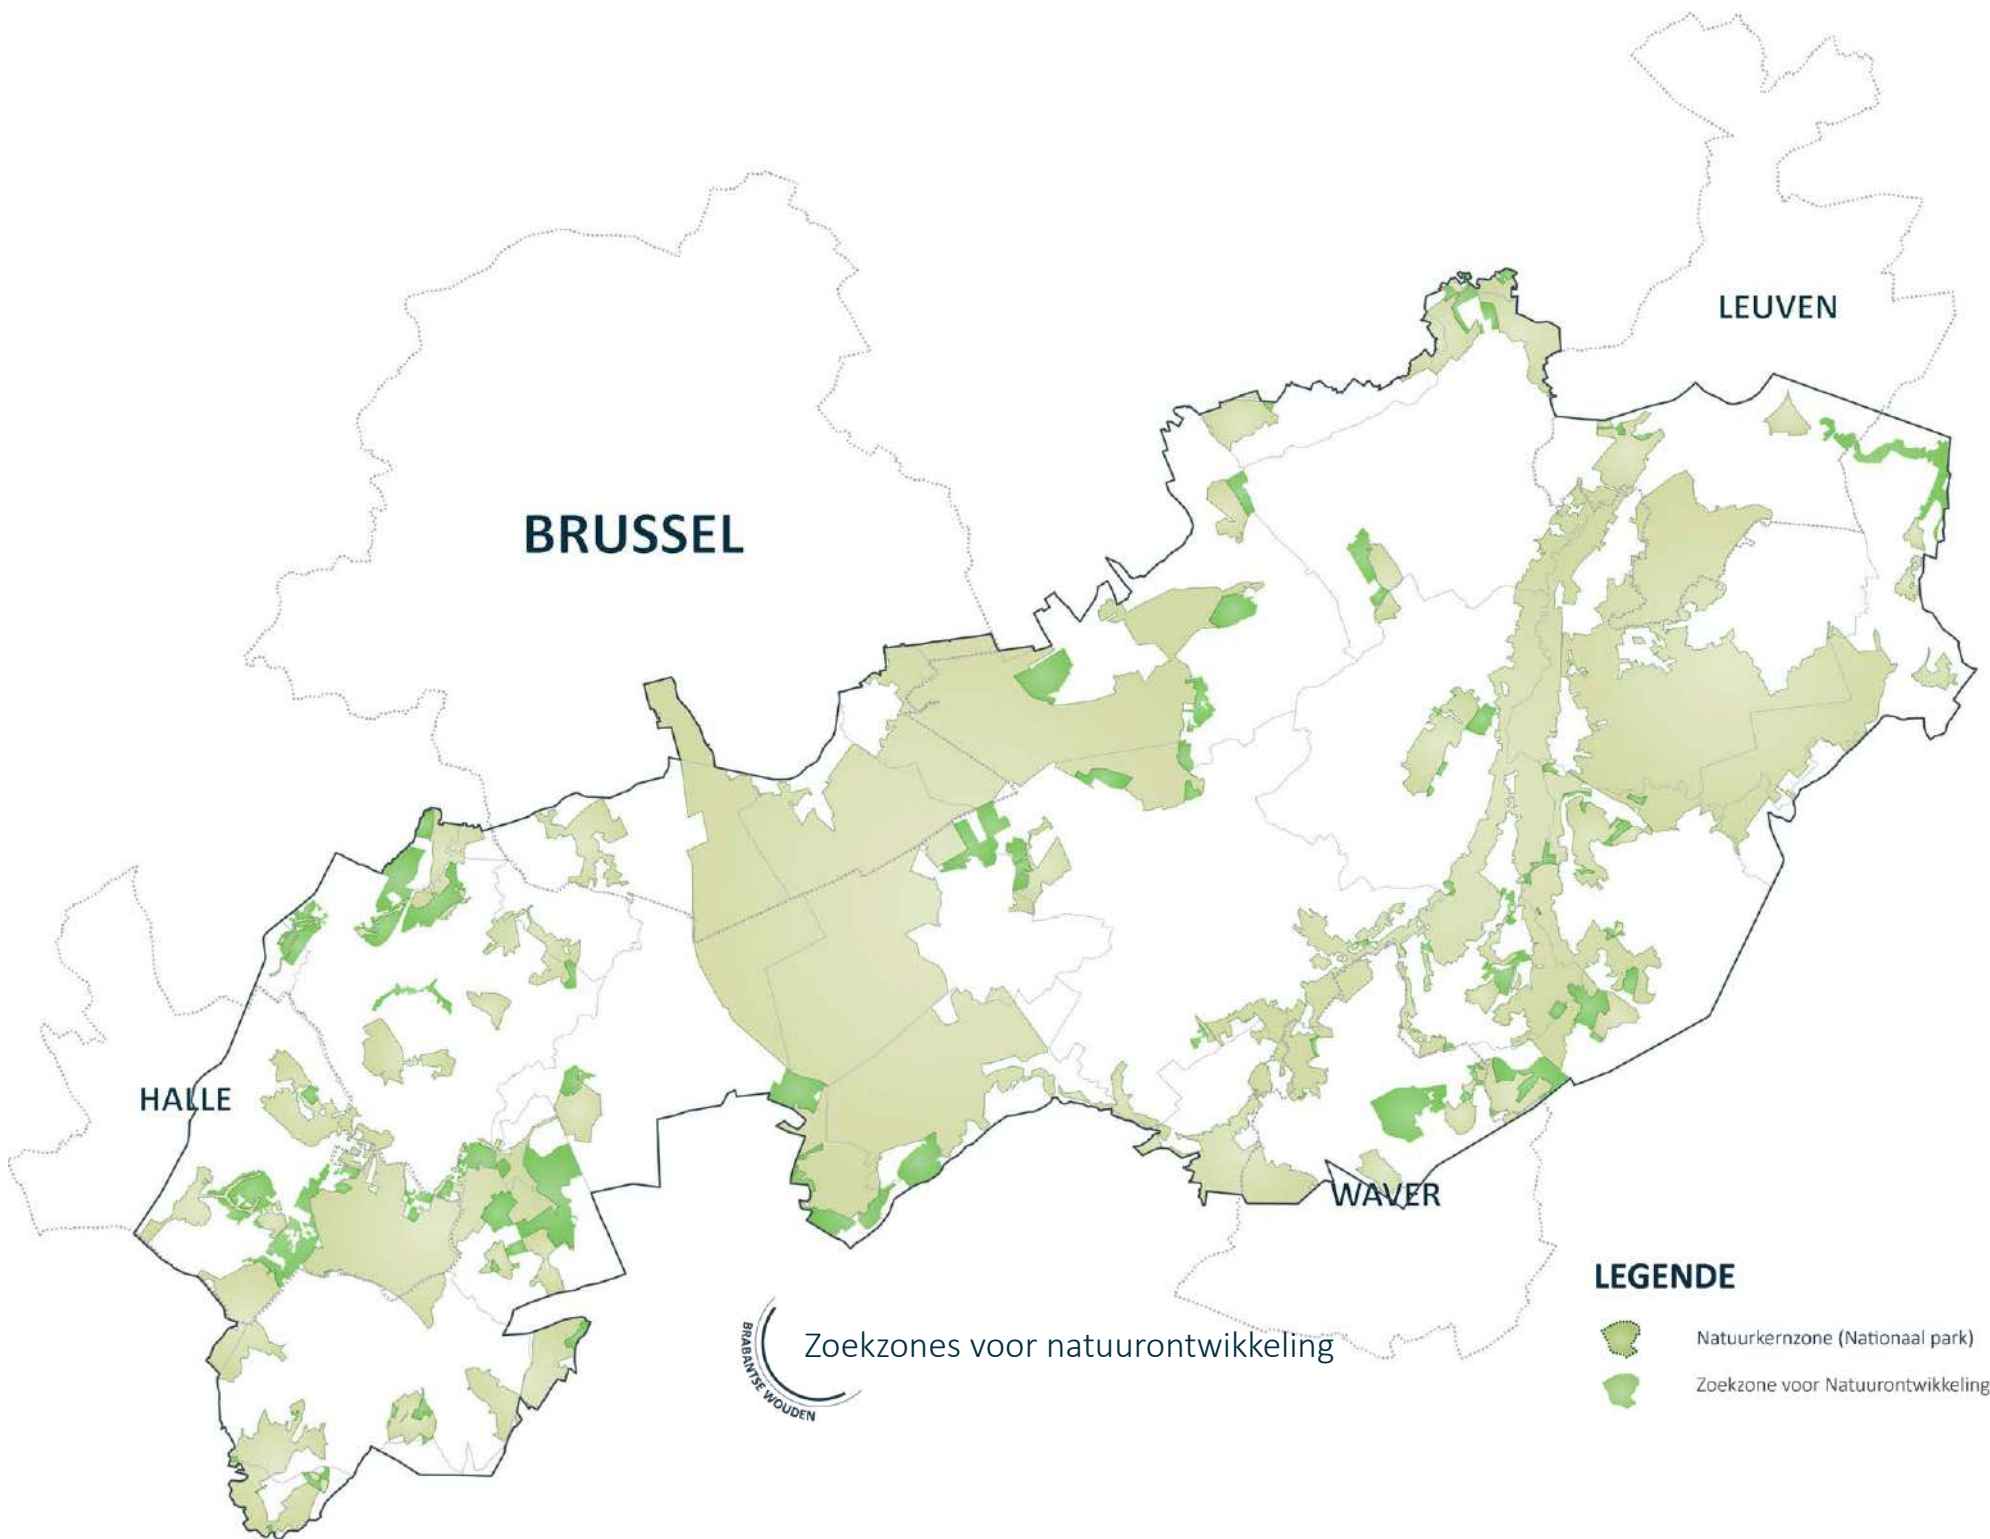 LEUVEN
BRUSSEL
HALLE
WAVER
LEGENDE
Natuurkernzone (Nationaal park)
Zoekzone voor Natuurontwikkeling
Zoekzones voor natuurontwikkeling
BRABANTSE WOUDEN